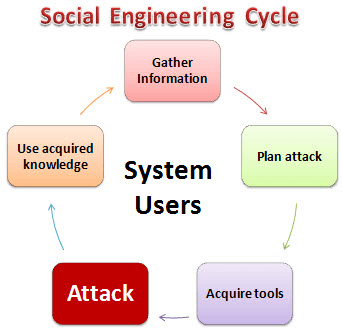 Social Engineering Cycle
Gather
Information
Plan attack
Acquire tools
Attack
Use acquired
knowledge
System
Users